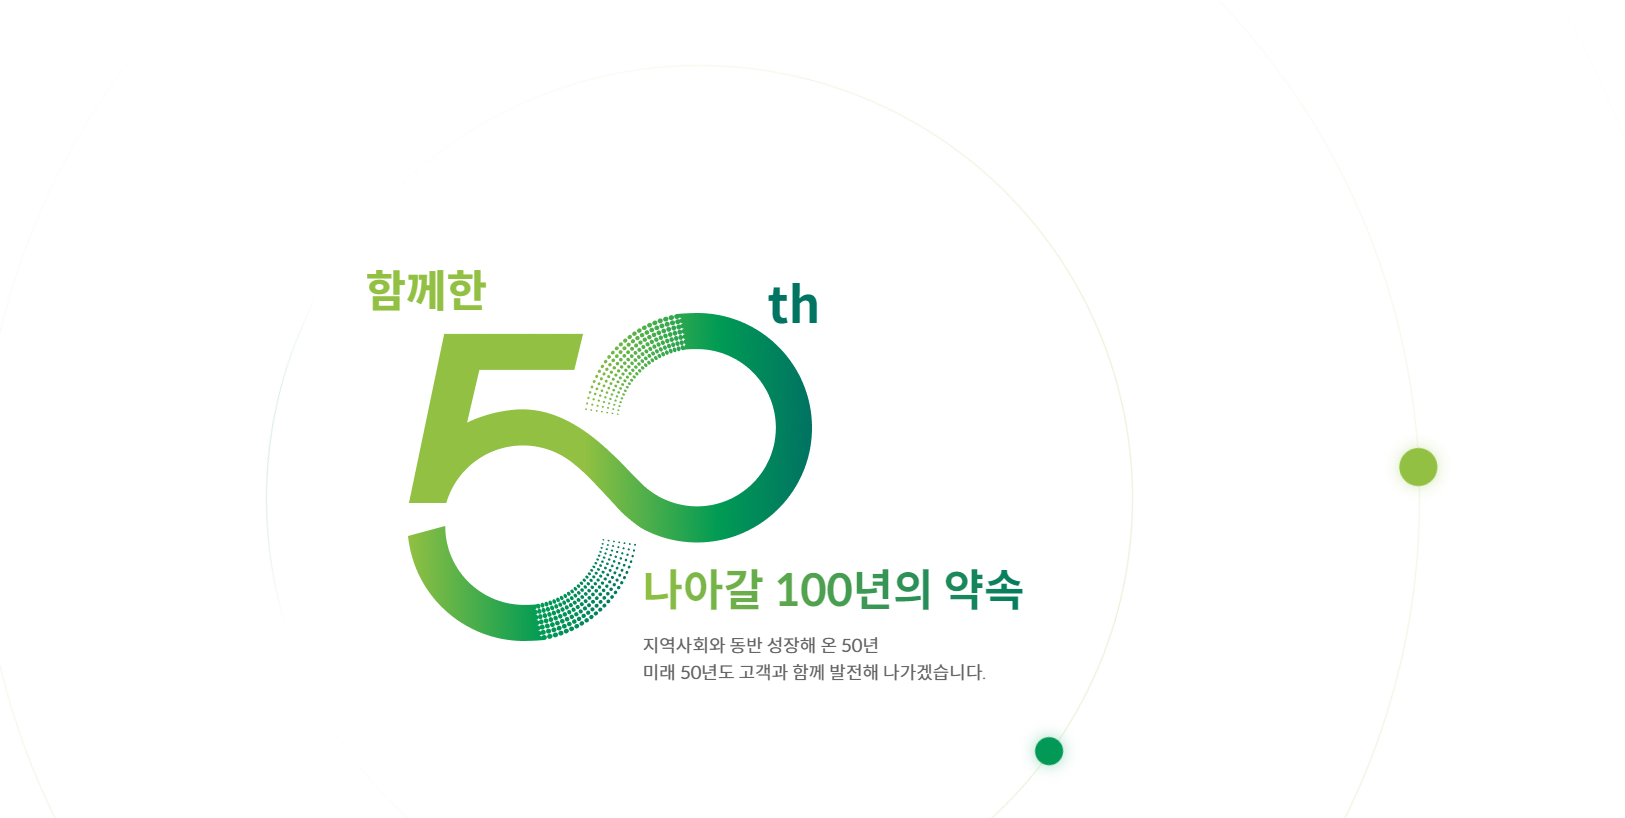 함께한
50th
나아갈 100년의 약속
지역사회와 동반 성장해 온 50년
미래 50년도 고객과 함께 발전해 나가겠습니다.